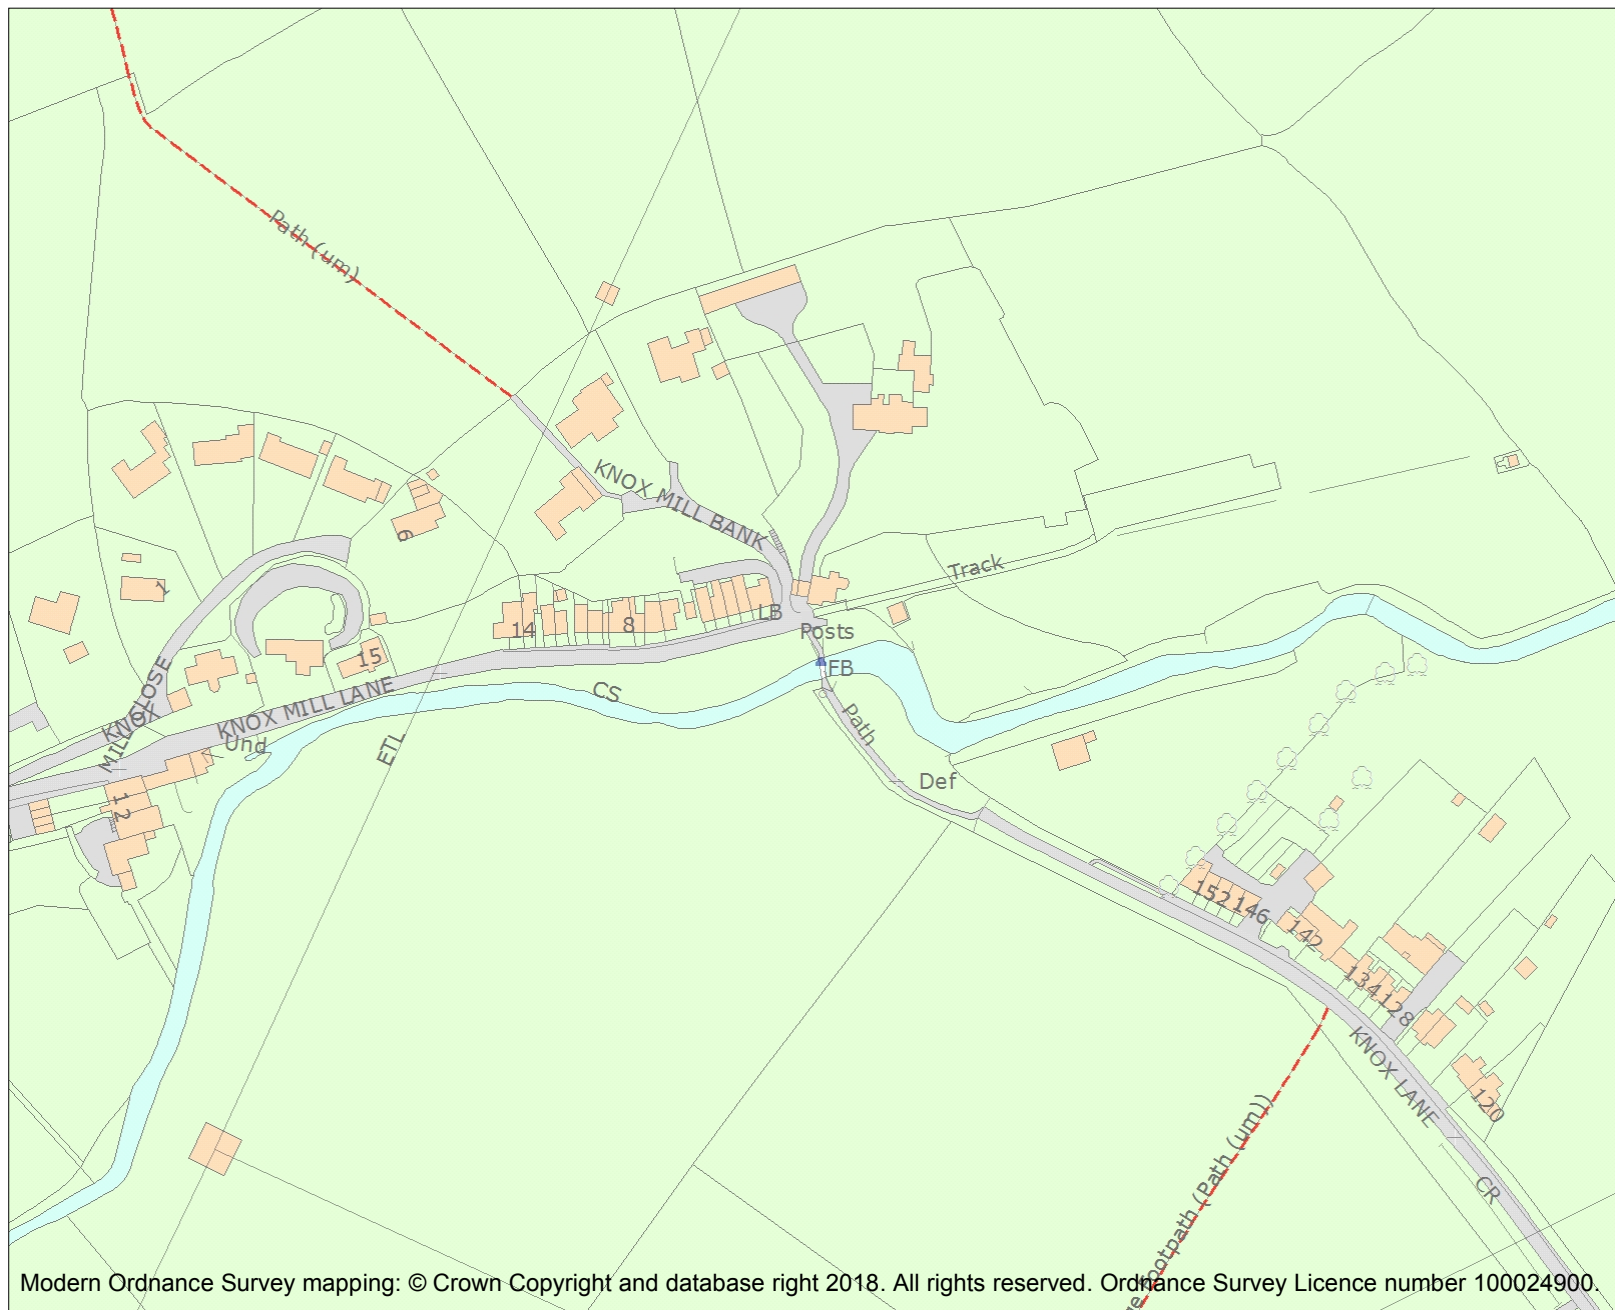 Path (um)
KNOX MILL BANK
6
1
Track
14
8
LB
Posts
FB
15
CS
KNOX
MILL CLOSE
KNOX MILL LANE
Und
ETL
Path
Def
12
152
146
142
134
128
KNOX LANE
120
CR
Footpath (Path (um))
Modern Ordnance Survey mapping: © Crown Copyright and database right 2018. All rights reserved. Ordnance Survey Licence number 100024900.